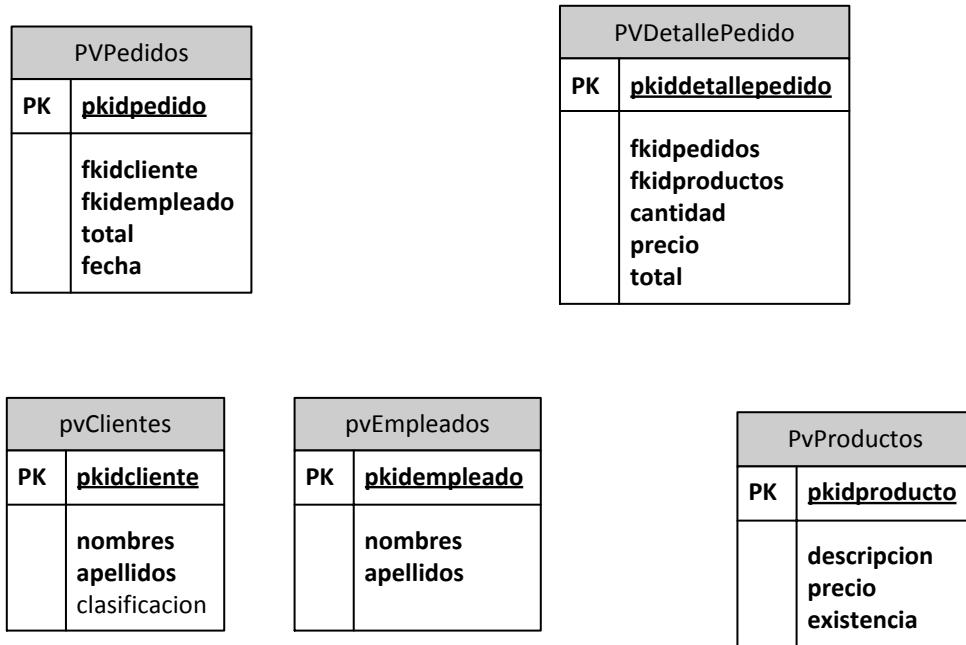 PVPedidos
PK pkidpedido
fkidcliente
fkidempleado
total
fecha
PVDetallePedido
PK pkiddetallepedido
fkidpedidos
fkidproductos
cantidad
precio
total
pvClientes
PK pkidcliente
nombres
apellidos
clasificacion
pvEmpleados
PK pkidempleado
nombres
apellidos
PvProductos
PK pkidproducto
descripcion
precio
existencia